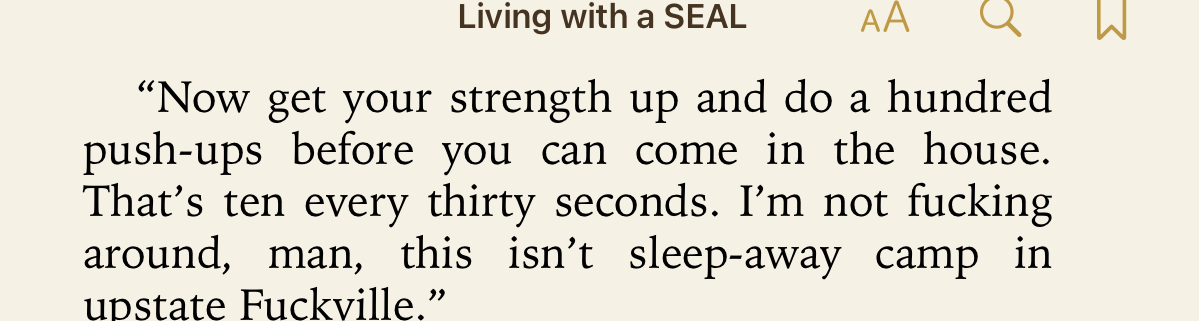 Living with a SEAL
AA
“Now get your strength up and do a hundred
push-ups before you can come in the house.
That’s ten every thirty seconds. I’m not fucking
around, man, this isn’t sleep-away camp in
upstate Fuckville.”